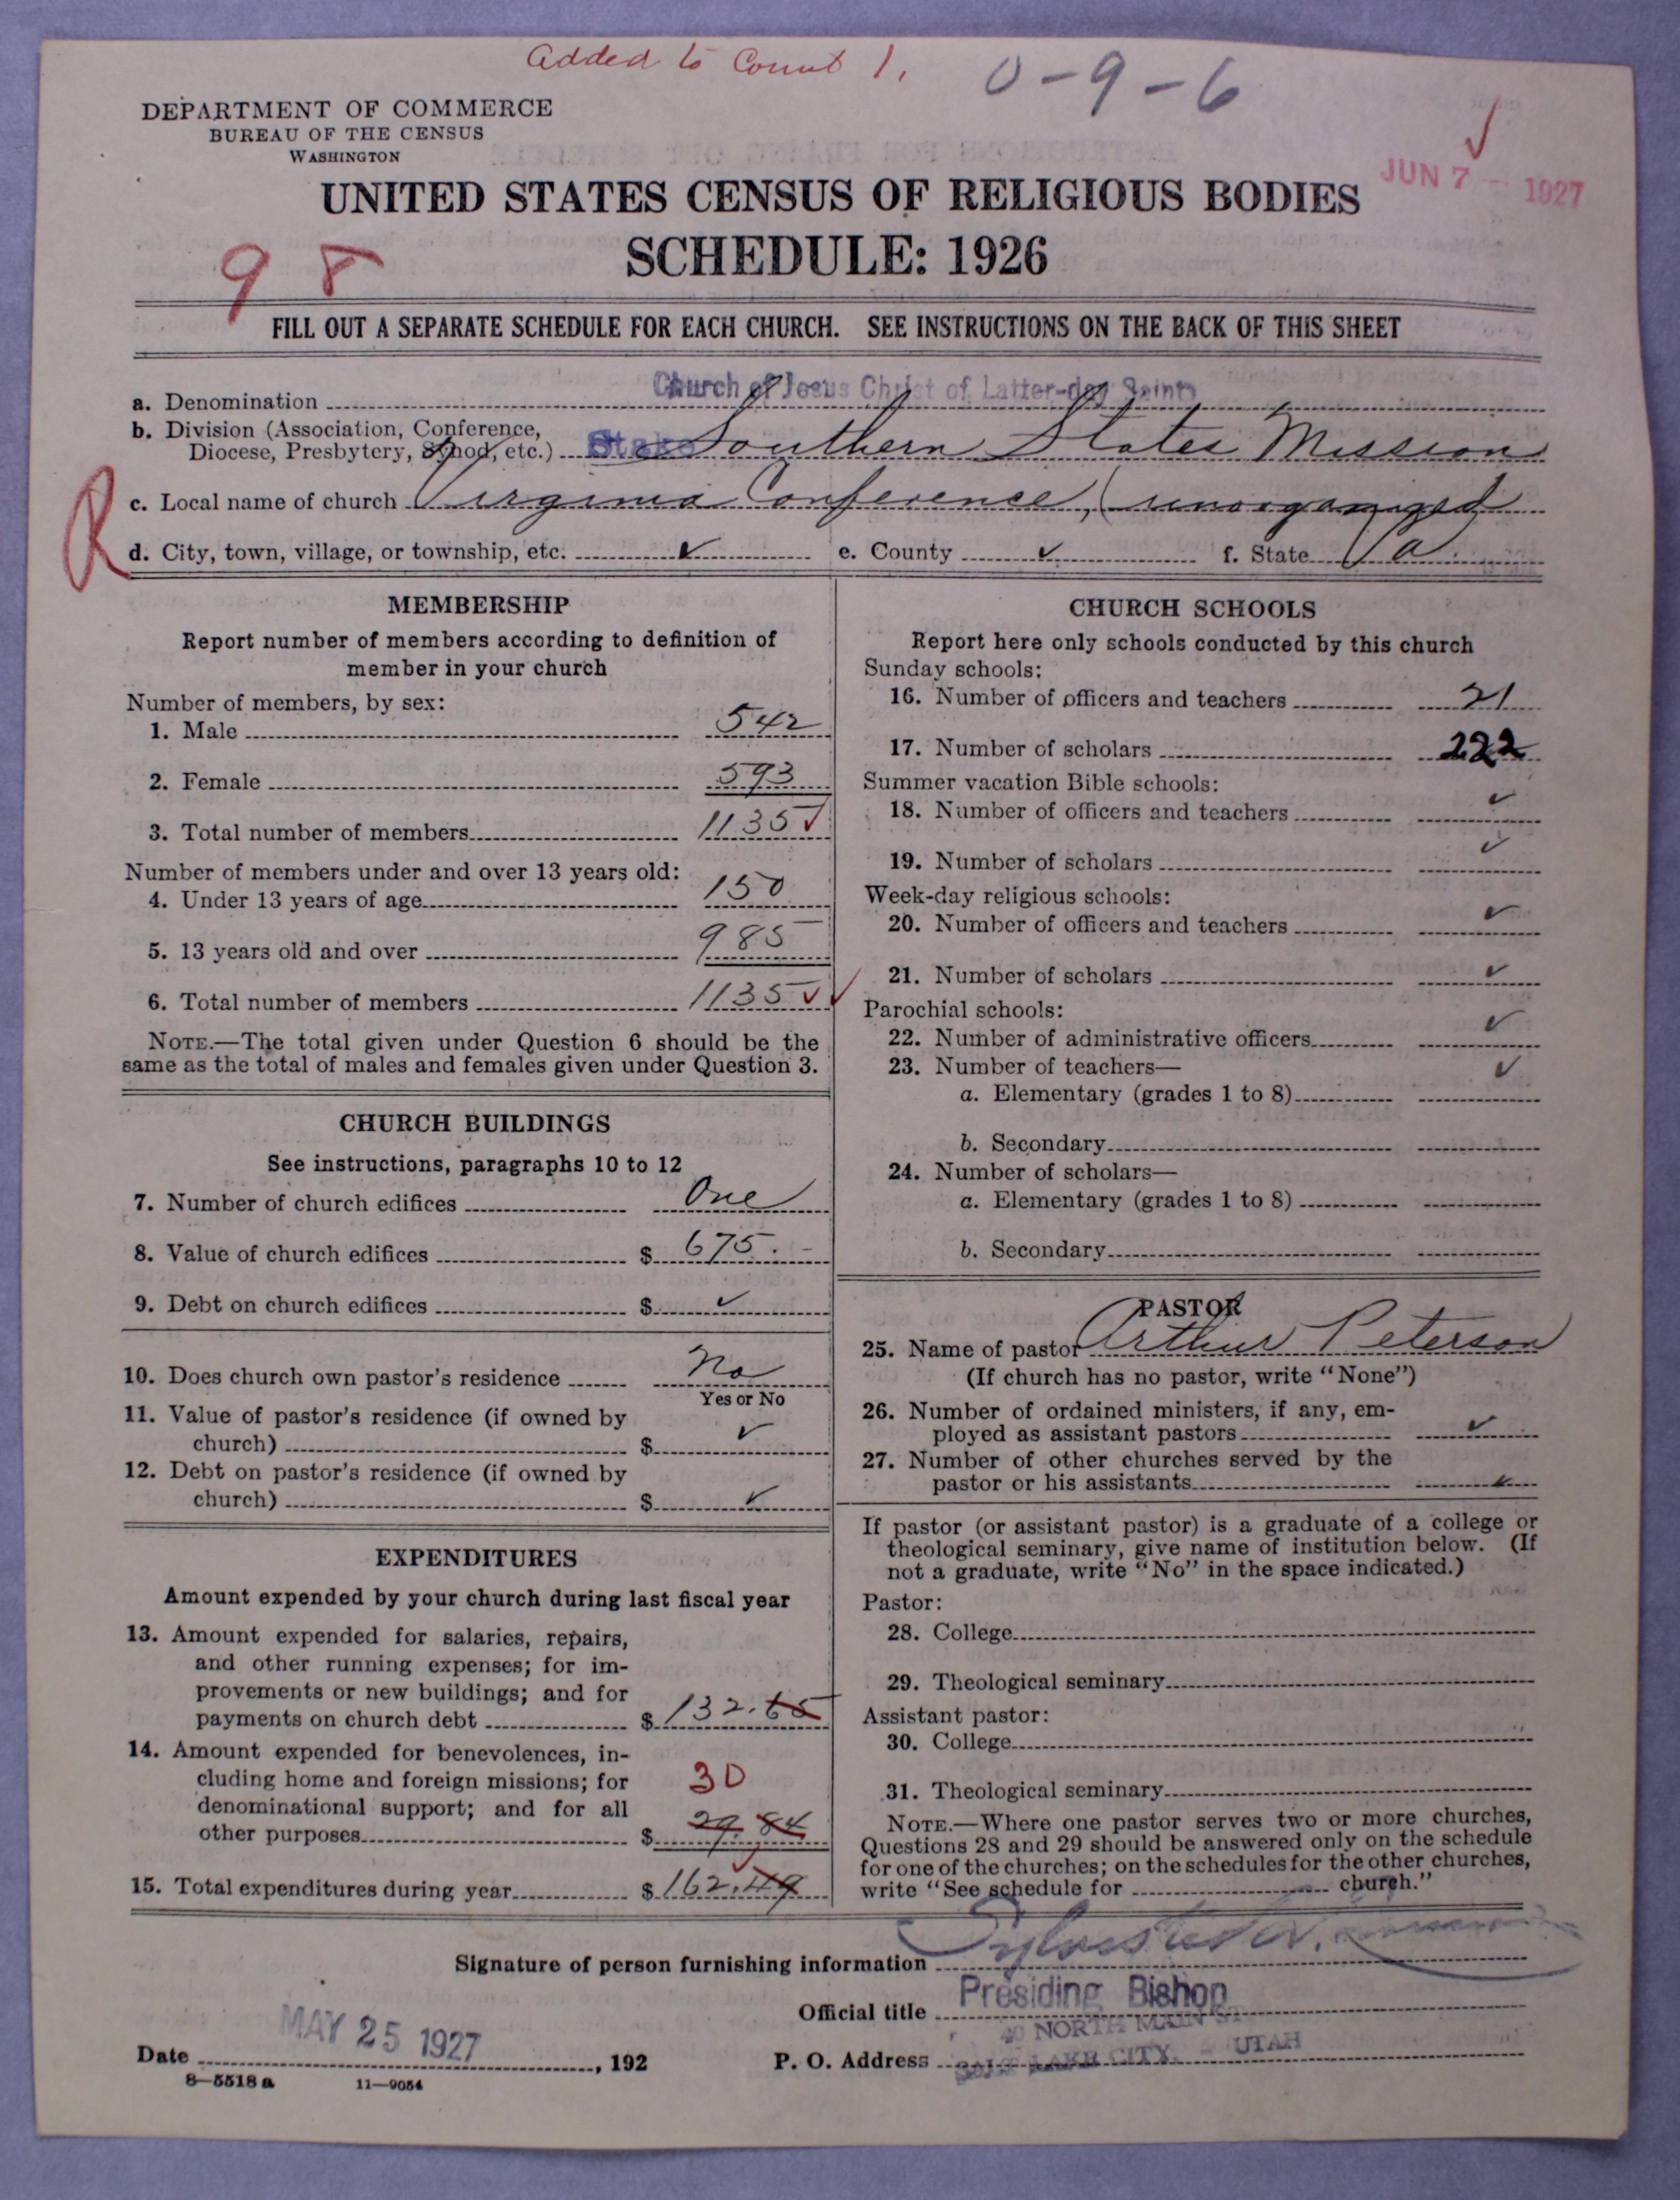 Added to Count 1.
0-9-6
DEPARTMENT OF COMMERCE
BUREAU OF THE CENSUS
WASHINGTON
JUN 7 - 1927
UNITED STATES CENSUS OF RELIGIOUS BODIES
SCHEDULE: 1926
98
FILL OUT A SEPARATE SCHEDULE FOR EACH CHURCH. SEE INSTRUCTIONS ON THE BACK OF THIS SHEET
a. Denomination Church of Jesus Christ of Latter-day Saints
b. Division (Association, Conference,
Diocese, Presbytery, Synod, etc.) Stake Southern States Mission
R
c. Local name of church Virginia Conference, (unorganized
d. City, town, village, or township, etc. ✓ e. County ✓ f. State Va.
MEMBERSHIP
Report number of members according to definition of
member in your church
Number of members, by sex:
1. Male 542
2. Female 593
3. Total number of members 1135 ✓
Number of members under and over 13 years old:
4. Under 13 years of age 150
5. 13 years old and over 985
6. Total number of members 1135 ✓✓
NOTE.—The total given under Question 6 should be the
same as the total of males and females given under Question 3.
CHURCH BUILDINGS
See instructions, paragraphs 10 to 12
7. Number of church edifices One
8. Value of church edifices $ 675.-
9. Debt on church edifices $ ✓
10. Does church own pastor's residence No
Yes or No
11. Value of pastor's residence (if owned by
church) $ ✓
12. Debt on pastor's residence (if owned by
church) $ ✓
EXPENDITURES
Amount expended by your church during last fiscal year
13. Amount expended for salaries, repairs,
and other running expenses; for im-
provements or new buildings; and for
payments on church debt $ 132.65
14. Amount expended for benevolences, in-
cluding home and foreign missions; for
denominational support; and for all
other purposes $ 29.84
30
15. Total expenditures during year $ 162.49
CHURCH SCHOOLS
Report here only schools conducted by this church
Sunday schools:
16. Number of officers and teachers 21
17. Number of scholars 222
Summer vacation Bible schools:
18. Number of officers and teachers ✓
19. Number of scholars ✓
Week-day religious schools:
20. Number of officers and teachers ✓
21. Number of scholars ✓
Parochial schools:
22. Number of administrative officers ✓
23. Number of teachers— ✓
a. Elementary (grades 1 to 8)
b. Secondary
24. Number of scholars—
a. Elementary (grades 1 to 8)
b. Secondary
PASTOR
25. Name of pastor Arthur Peterson
(If church has no pastor, write "None")
26. Number of ordained ministers, if any, em-
ployed as assistant pastors ✓
27. Number of other churches served by the
pastor or his assistants ✓
If pastor (or assistant pastor) is a graduate of a college or
theological seminary, give name of institution below. (If
not a graduate, write "No" in the space indicated.)
Pastor:
28. College
29. Theological seminary
Assistant pastor:
30. College
31. Theological seminary
NOTE.—Where one pastor serves two or more churches,
Questions 28 and 29 should be answered only on the schedule
for one of the churches; on the schedules for the other churches,
write "See schedule for church."
Signature of person furnishing information Sylvester
Official title Presiding Bishop
40 NORTH MAIN ST.
Date MAY 25 1927, 192
P. O. Address SALT LAKE CITY, UTAH
8—5518 a 11—9054